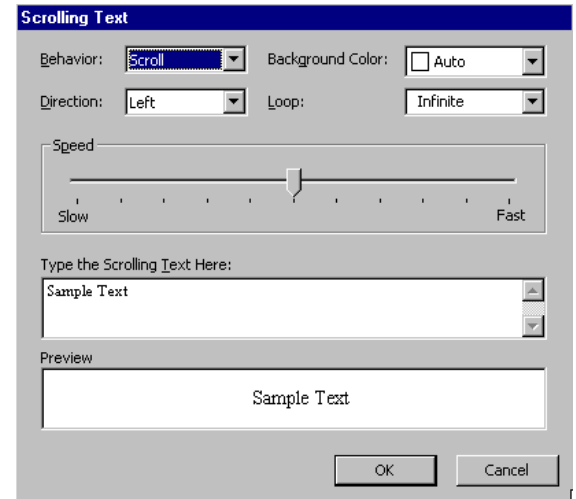 Scrolling Text
Behavior: Scroll Background Color: Auto
Direction: Left Loop: Infinite
Speed
Slow Fast
Type the Scrolling Text Here:
Sample Text
Preview
Sample Text
OK Cancel